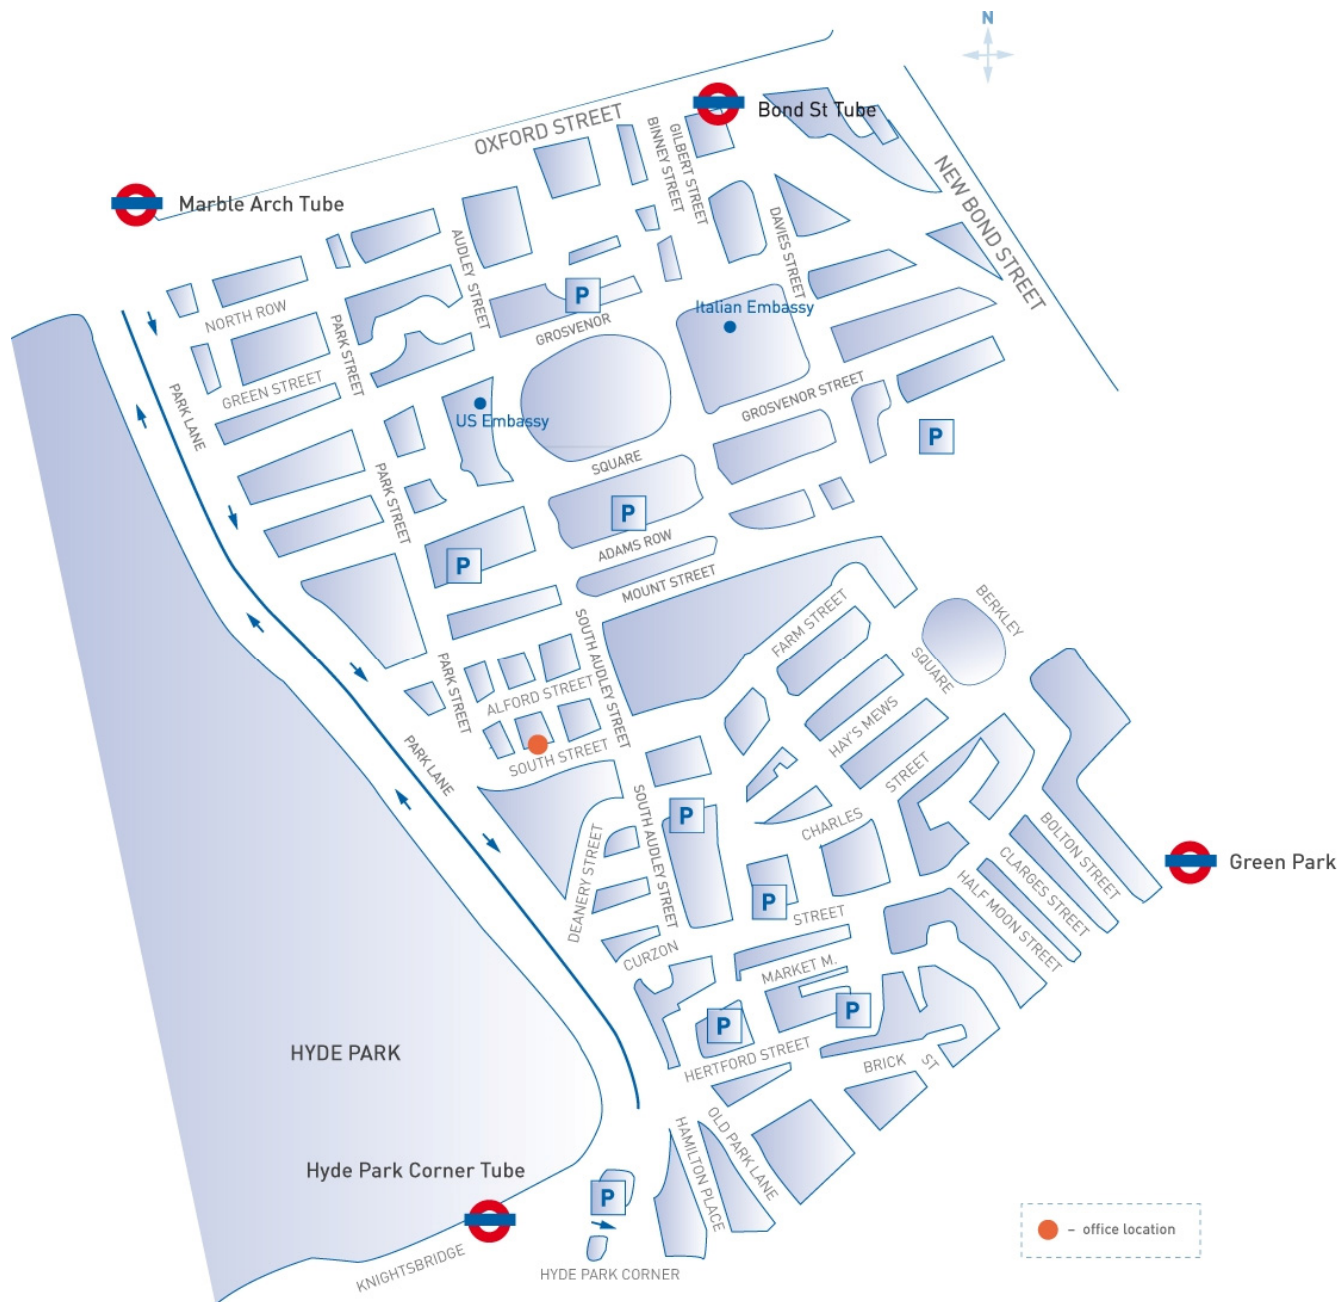 N
Bond St Tube
OXFORD STREET
BINNEY STREET
GILBERT STREET
NEW BOND STREET
Marble Arch Tube
AUDLEY STREET
DAVIES STREET
NORTH ROW
P
GROSVENOR
Italian Embassy
PARK STREET
GREEN STREET
PARK LANE
US Embassy
GROSVENOR STREET
P
SQUARE
PARK STREET
P
ADAMS ROW
P
MOUNT STREET
BERKLEY
SQUARE
FARM STREET
SOUTH AUDLEY STREET
PARK STREET
ALFORD STREET
HAY'S MEWS
SOUTH STREET
STREET
PARK LANE
CHARLES
P
SOUTH AUDLEY STREET
DEANERY STREET
BOLTON STREET
CLARGES STREET
HALF MOON STREET
Green Park
P
STREET
CURZON
MARKET M.
P
P
HERTFORD STREET
BRICK
ST
HYDE PARK
OLD PARK LANE
HAMILTON PLACE
Hyde Park Corner Tube
P
KNIGHTSBRIDGE
HYDE PARK CORNER
– office location